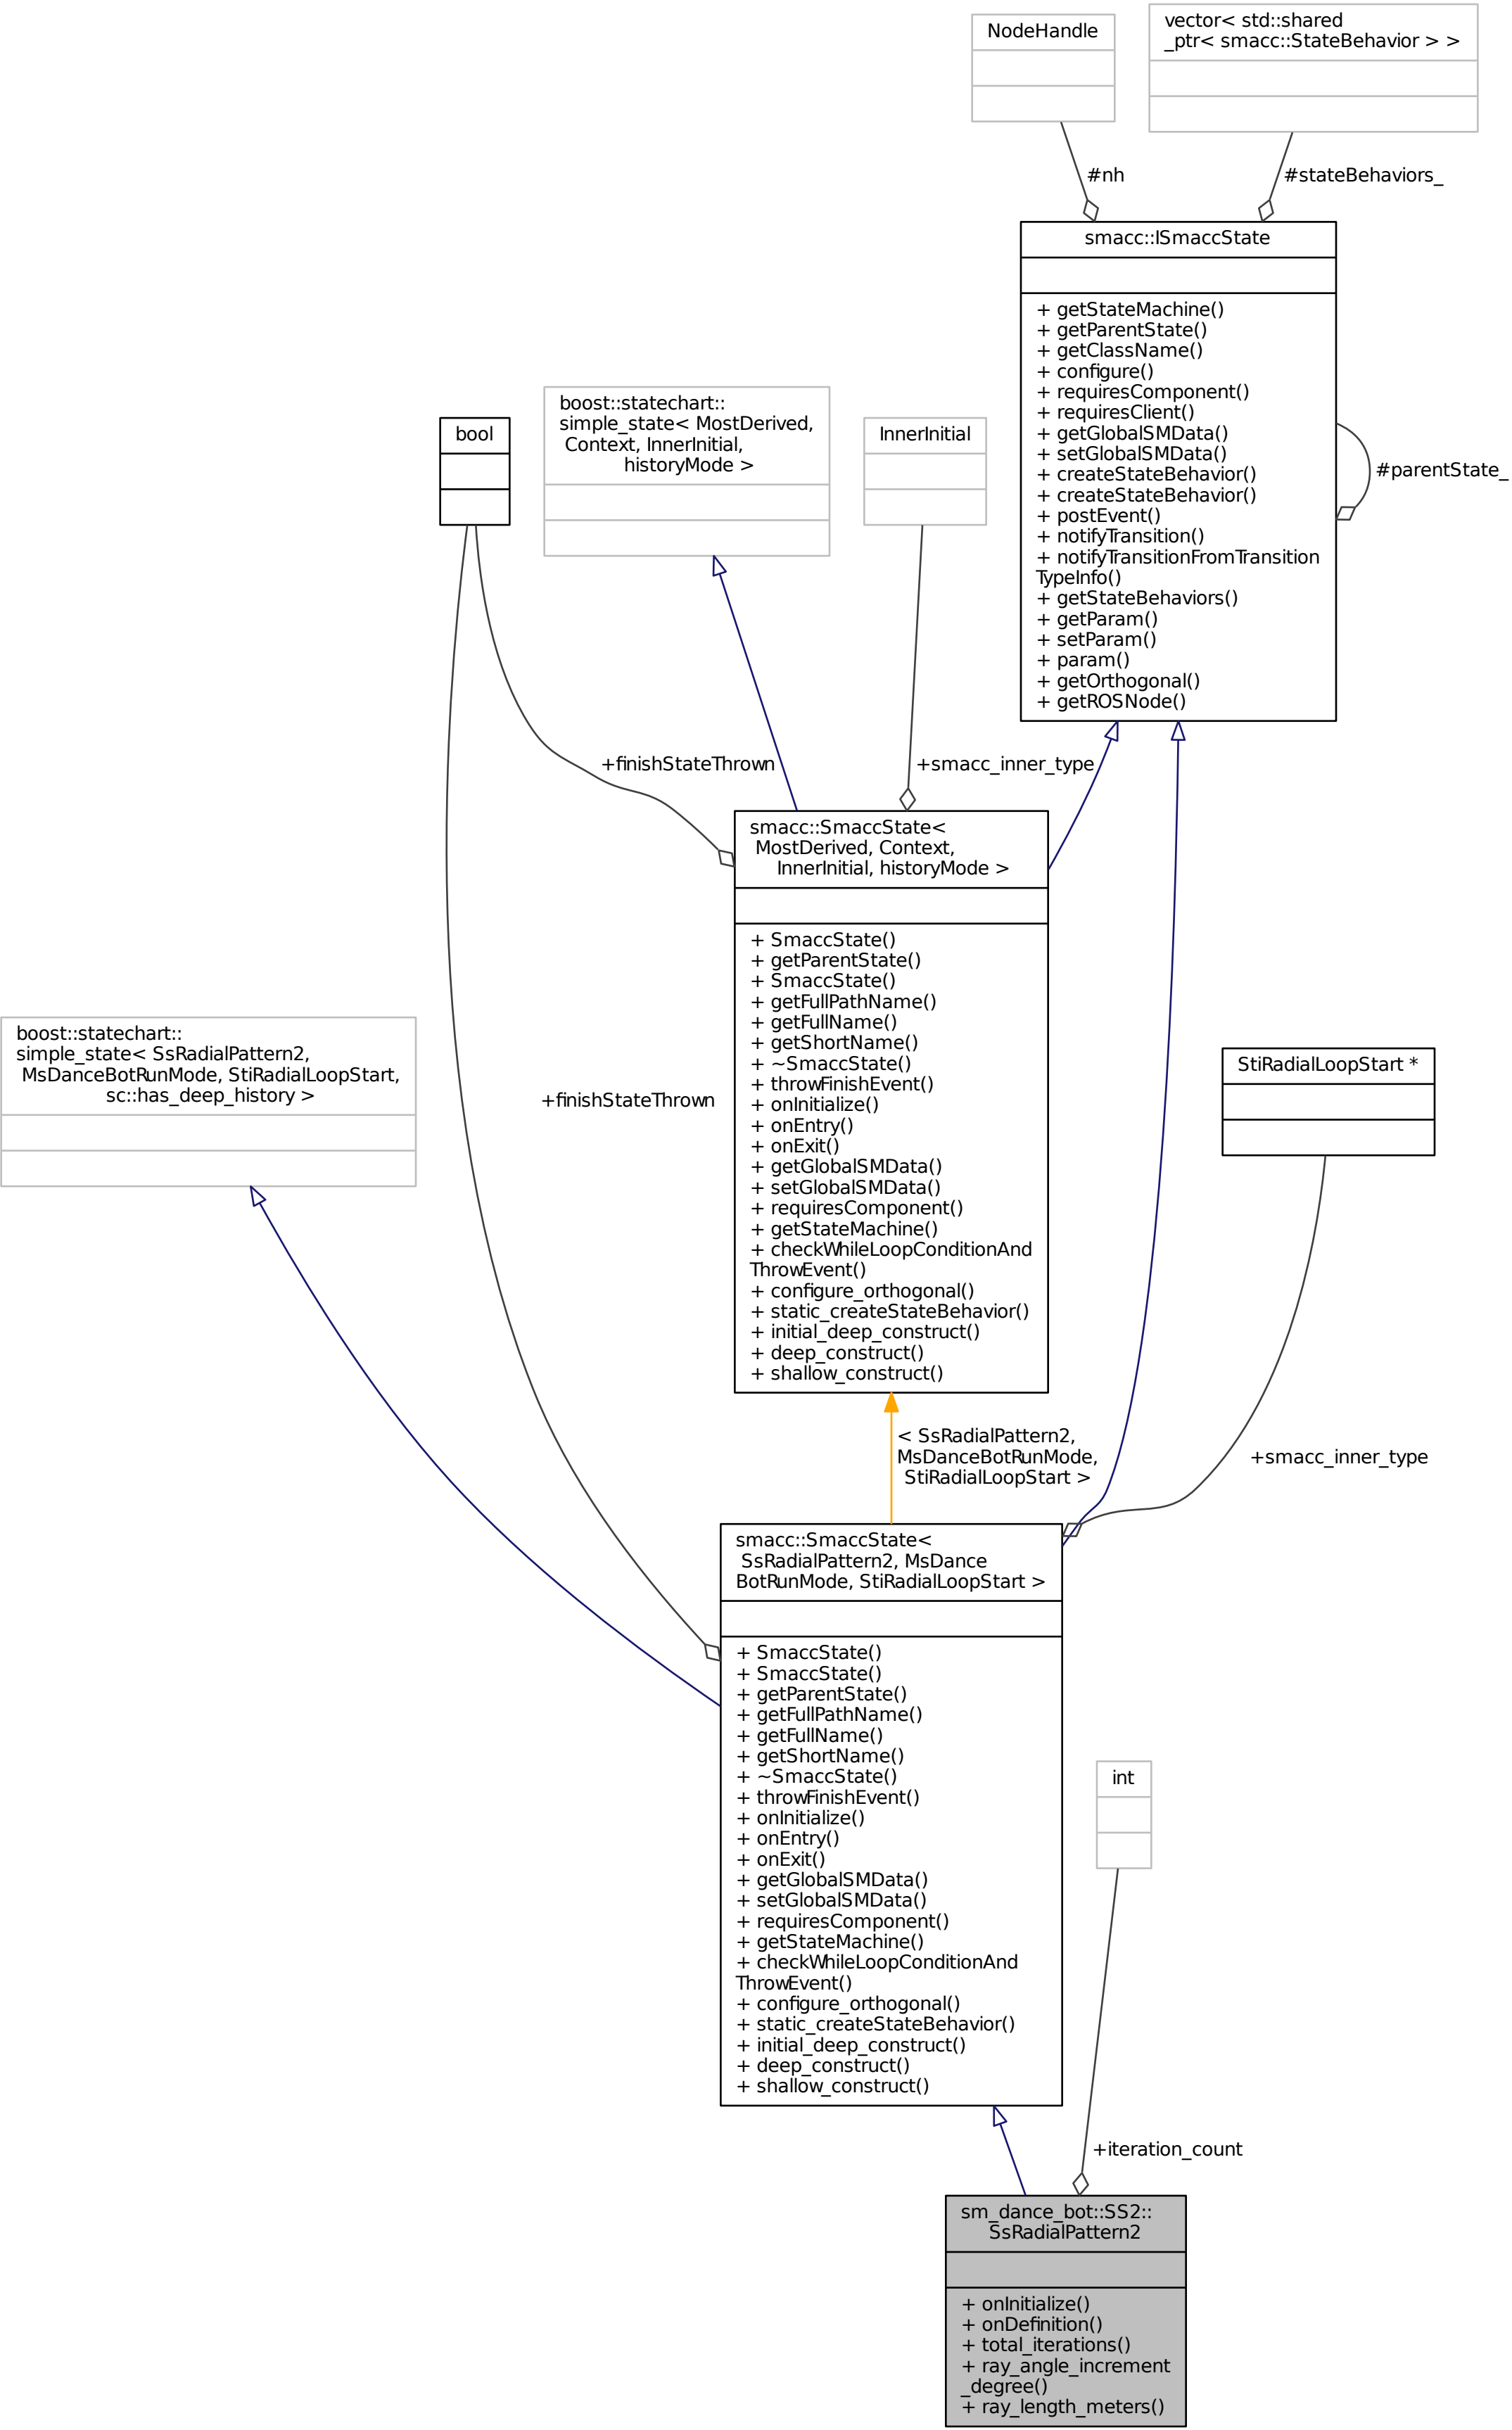 NodeHandle
vector< std::shared
_ptr< smacc::StateBehavior > >
#nh
#stateBehaviors_
smacc::ISmaccState
+ getStateMachine()
+ getParentState()
+ getClassName()
+ configure()
+ requiresComponent()
+ requiresClient()
+ getGlobalSMData()
+ setGlobalSMData()
+ createStateBehavior()
+ createStateBehavior()
+ postEvent()
+ notifyTransition()
+ notifyTransitionFromTransition
TypeInfo()
+ getStateBehaviors()
+ getParam()
+ setParam()
+ param()
+ getOrthogonal()
+ getROSNode()
#parentState_
bool
boost::statechart::
simple_state< MostDerived,
Context, InnerInitial,
historyMode >
InnerInitial
+finishStateThrown
+smacc_inner_type
smacc::SmaccState<
MostDerived, Context,
InnerInitial, historyMode >
+ SmaccState()
+ getParentState()
+ SmaccState()
+ getFullPathName()
+ getFullName()
+ getShortName()
+ ~SmaccState()
+ throwFinishEvent()
+ onInitialize()
+ onEntry()
+ onExit()
+ getGlobalSMData()
+ setGlobalSMData()
+ requiresComponent()
+ getStateMachine()
+ checkWhileLoopConditionAnd
ThrowEvent()
+ configure_orthogonal()
+ static_createStateBehavior()
+ initial_deep_construct()
+ deep_construct()
+ shallow_construct()
boost::statechart::
simple_state< SsRadialPattern2,
MsDanceBotRunMode, StiRadialLoopStart,
sc::has_deep_history >
+finishStateThrown
StiRadialLoopStart *
< SsRadialPattern2,
MsDanceBotRunMode,
StiRadialLoopStart >
+smacc_inner_type
smacc::SmaccState<
SsRadialPattern2, MsDance
BotRunMode, StiRadialLoopStart >
+ SmaccState()
+ SmaccState()
+ getParentState()
+ getFullPathName()
+ getFullName()
+ getShortName()
+ ~SmaccState()
+ throwFinishEvent()
+ onInitialize()
+ onEntry()
+ onExit()
+ getGlobalSMData()
+ setGlobalSMData()
+ requiresComponent()
+ getStateMachine()
+ checkWhileLoopConditionAnd
ThrowEvent()
+ configure_orthogonal()
+ static_createStateBehavior()
+ initial_deep_construct()
+ deep_construct()
+ shallow_construct()
int
+iteration_count
sm_dance_bot::SS2::
SsRadialPattern2
+ onInitialize()
+ onDefinition()
+ total_iterations()
+ ray_angle_increment
_degree()
+ ray_length_meters()